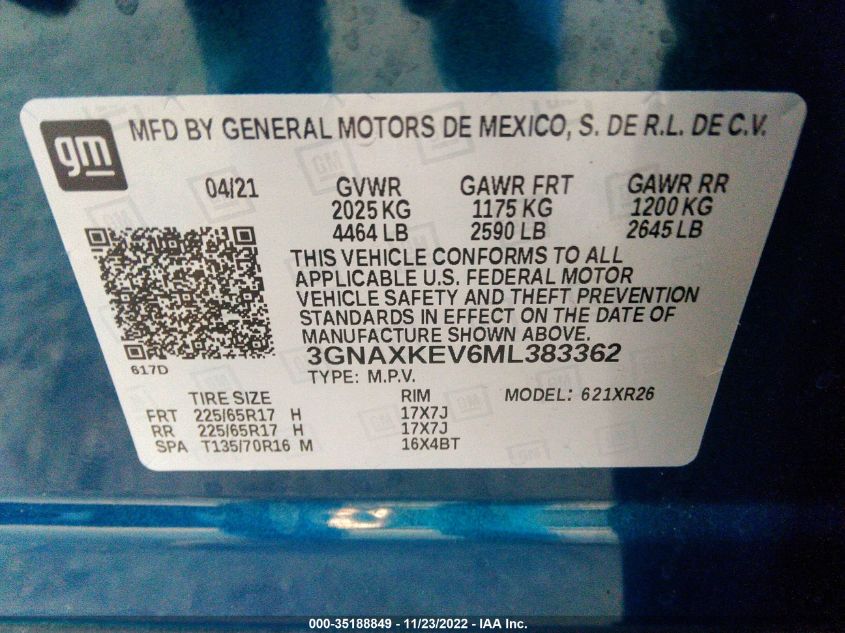 gm
MFD BY GENERAL MOTORS DE MEXICO, S. DE R.L. DE C.V.
04/21 GVWR GAWR FRT GAWR RR
2025 KG 1175 KG 1200 KG
4464 LB 2590 LB 2645 LB
THIS VEHICLE CONFORMS TO ALL
APPLICABLE U.S. FEDERAL MOTOR
VEHICLE SAFETY AND THEFT PREVENTION
STANDARDS IN EFFECT ON THE DATE OF
MANUFACTURE SHOWN ABOVE.
3GNAXKEV6ML383362
617D
TYPE: M.P.V.
TIRE SIZE RIM MODEL: 621XR26
FRT 225/65R17 H 17X7J
RR 225/65R17 H 17X7J
SPA T135/70R16 M 16X4BT
000-35188849 - 11/23/2022 - IAA Inc.